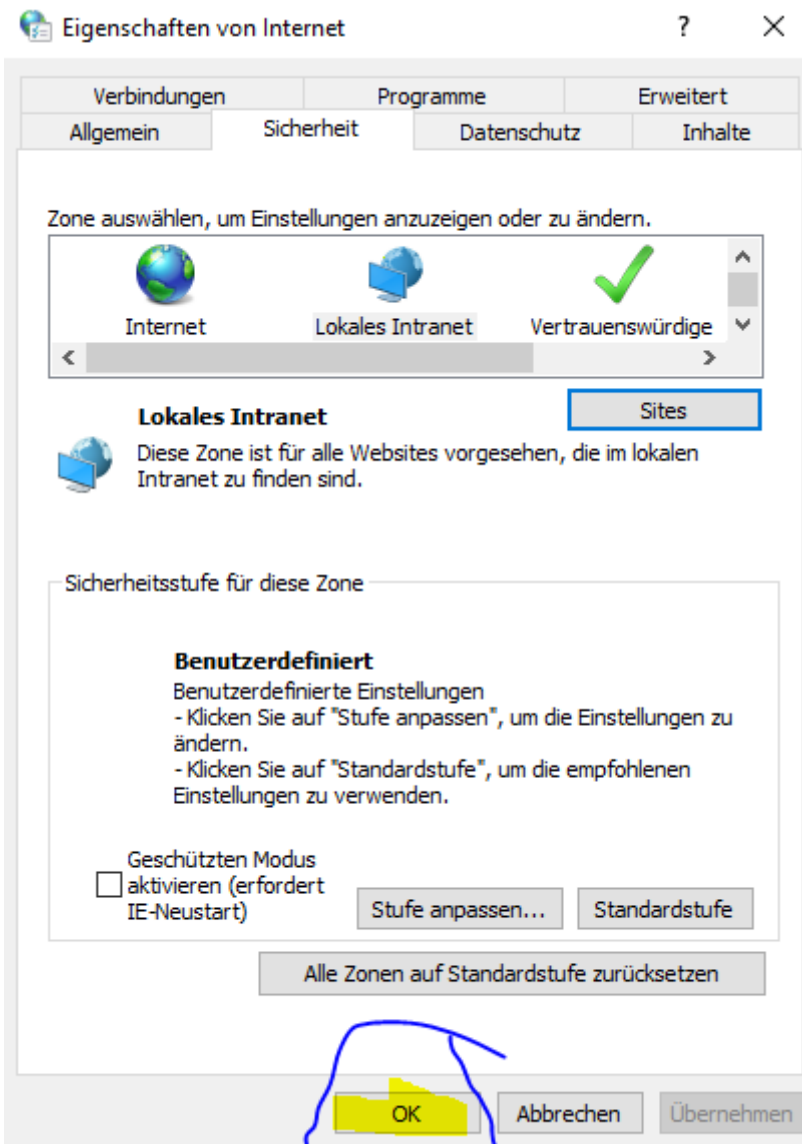 Eigenschaften von Internet
?
Verbindungen
Programme
Erweitert
Allgemein
Sicherheit
Datenschutz
Inhalte
Zone auswählen, um Einstellungen anzuzeigen oder zu ändern.
Internet
Lokales Intranet
Vertrauenswürdige
Sites
Lokales Intranet
Diese Zone ist für alle Websites vorgesehen, die im lokalen
Intranet zu finden sind.
Sicherheitsstufe für diese Zone
Benutzerdefiniert
Benutzerdefinierte Einstellungen
- Klicken Sie auf "Stufe anpassen", um die Einstellungen zu
ändern.
- Klicken Sie auf "Standardstufe", um die empfohlenen
Einstellungen zu verwenden.
Geschützten Modus
aktivieren (erfordert
IE-Neustart)
Stufe anpassen...
Standardstufe
Alle Zonen auf Standardstufe zurücksetzen
OK
Abbrechen
Übernehmen